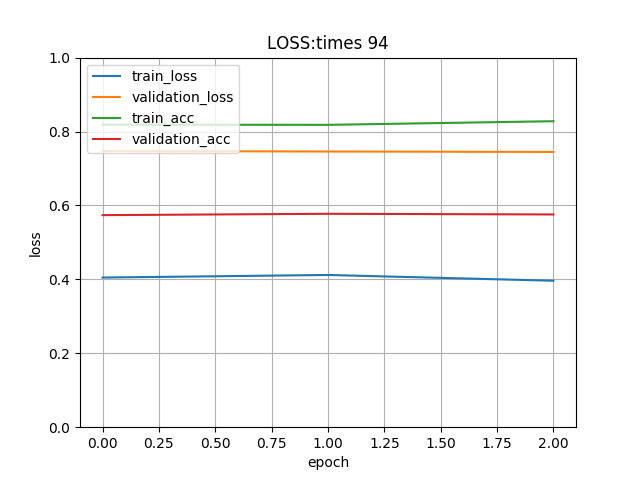 LOSS:times 94
1.0
0.8
0.6
0.4
0.2
0.0
loss
train_loss
validation_loss
train_acc
validation_acc
0.00 0.25 0.50 0.75 1.00 1.25 1.50 1.75 2.00
epoch